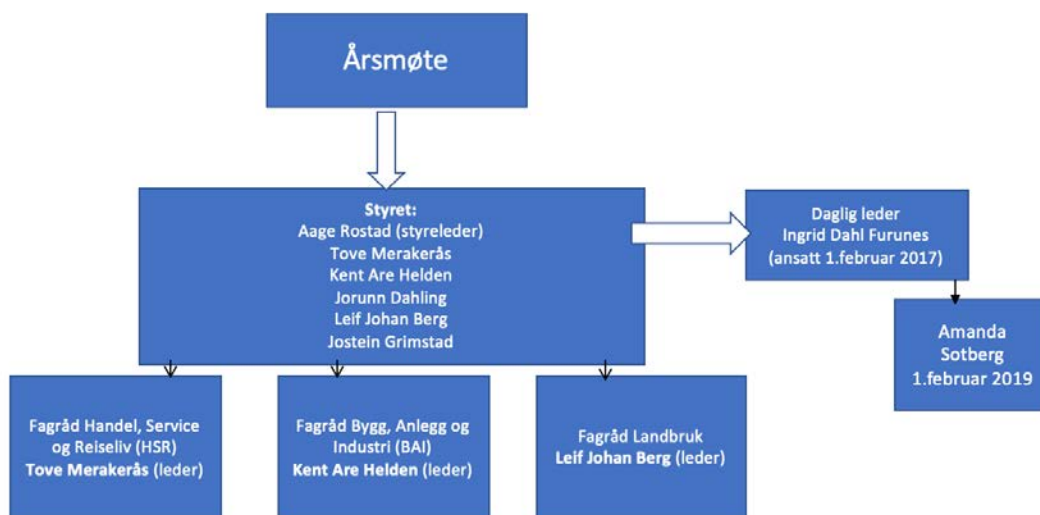 Årsmøte
Styret:
Aage Rostad (styreleder)
Tove Merakerås
Kent Are Helden
Jorunn Dahling
Leif Johan Berg
Jostein Grimstad
Daglig leder
Ingrid Dahl Furunes
(ansatt 1.februar 2017)
Amanda
Sotberg
1.februar 2019
Fagråd Handel, Service
og Reiseliv (HSR)
Tove Merakerås (leder)
Fagråd Bygg, Anlegg og
Industri (BAI)
Kent Are Helden (leder)
Fagråd Landbruk
Leif Johan Berg (leder)